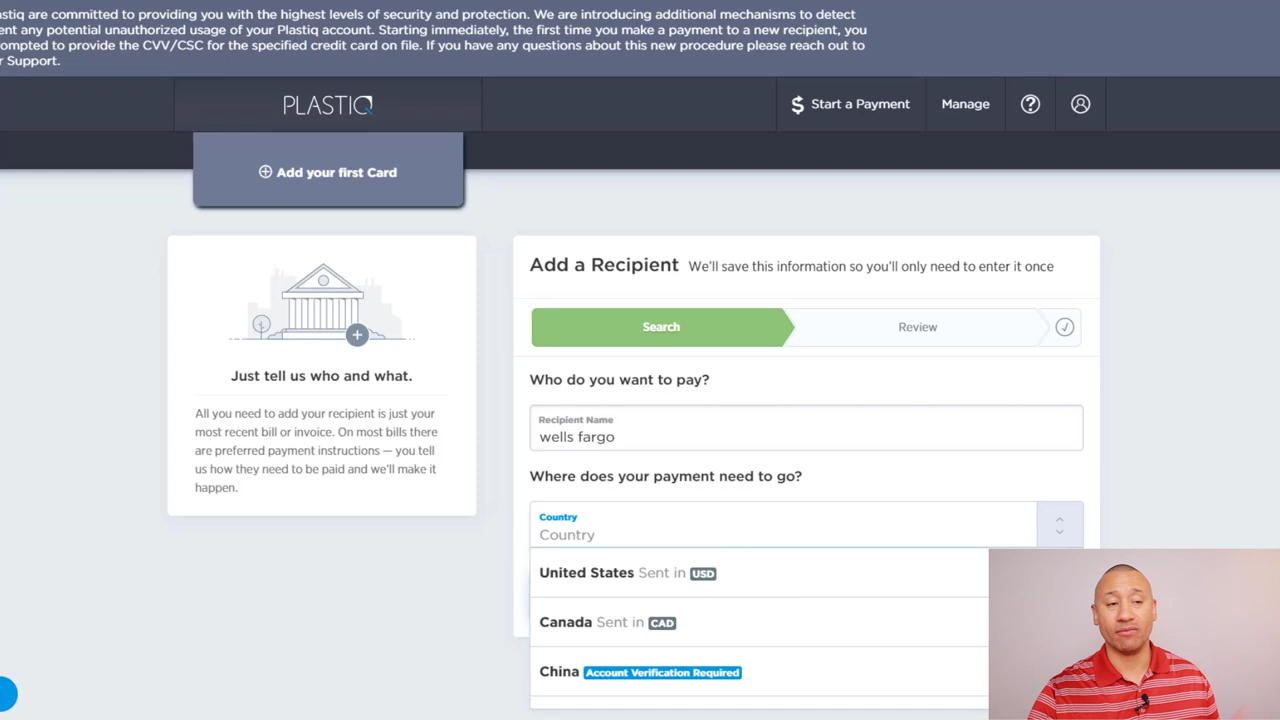 astiq are committed to providing you with the highest levels of security and protection. We are introducing additional mechanisms to detect
ent any potential unauthorized usage of your Plastiq account. Starting immediately, the first time you make a payment to a new recipient, you
ompted to provide the CVV/CSC for the specified credit card on file. If you have any questions about this new procedure please reach out to
r Support.
PLASTIQ
Start a Payment
Manage
Add your first Card
Just tell us who and what.
All you need to add your recipient is just your
most recent bill or invoice. On most bills there
are preferred payment instructions — you tell
us how they need to be paid and we'll make it
happen.
Add a Recipient We'll save this information so you'll only need to enter it once
Search
Review
Who do you want to pay?
Recipient Name
wells fargo
Where does your payment need to go?
Country
Country
United States Sent in USD
Canada Sent in CAD
China Account Verification Required